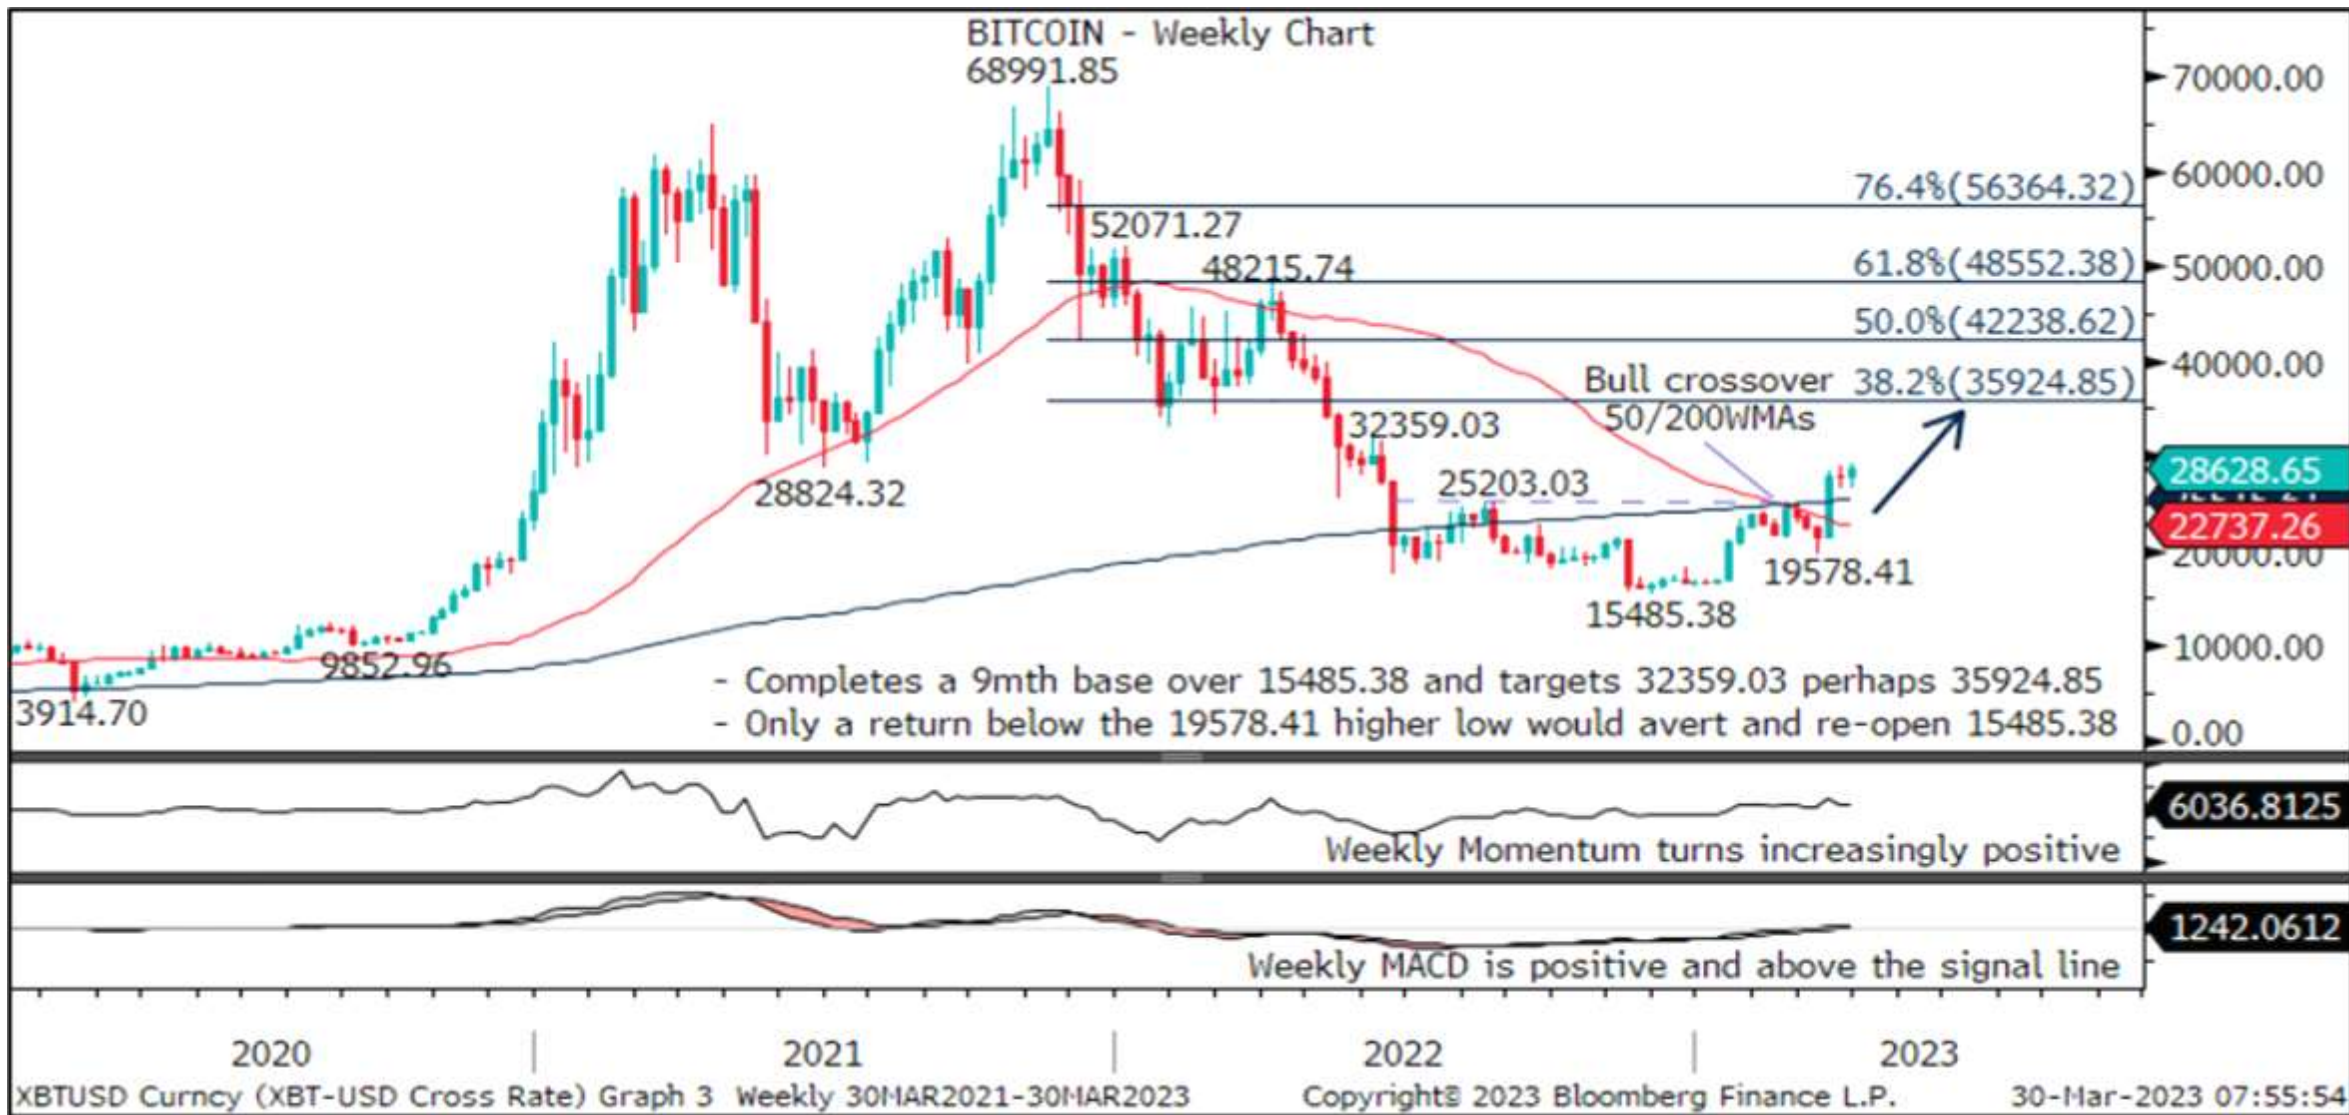 BITCOIN - Weekly Chart
68991.85
70000.00
60000.00
76.4%(56364.32)
52071.27
48215.74
61.8%(48552.38)
50000.00
50.0%(42238.62)
40000.00
Bull crossover
50/200WMAs
38.2%(35924.85)
32359.03
28824.32
25203.03
28628.65
22737.26
20000.00
19578.41
15485.38
10000.00
9852.96
3914.70
- Completes a 9mth base over 15485.38 and targets 32359.03 perhaps 35924.85
- Only a return below the 19578.41 higher low would avert and re-open 15485.38
0.00
6036.8125
Weekly Momentum turns increasingly positive
1242.0612
Weekly MACD is positive and above the signal line
2020
2021
2022
2023
XBTUSD Curncy (XBT-USD Cross Rate) Graph 3 Weekly 30MAR2021-30MAR2023
Copyright© 2023 Bloomberg Finance L.P.
30-Mar-2023 07:55:54